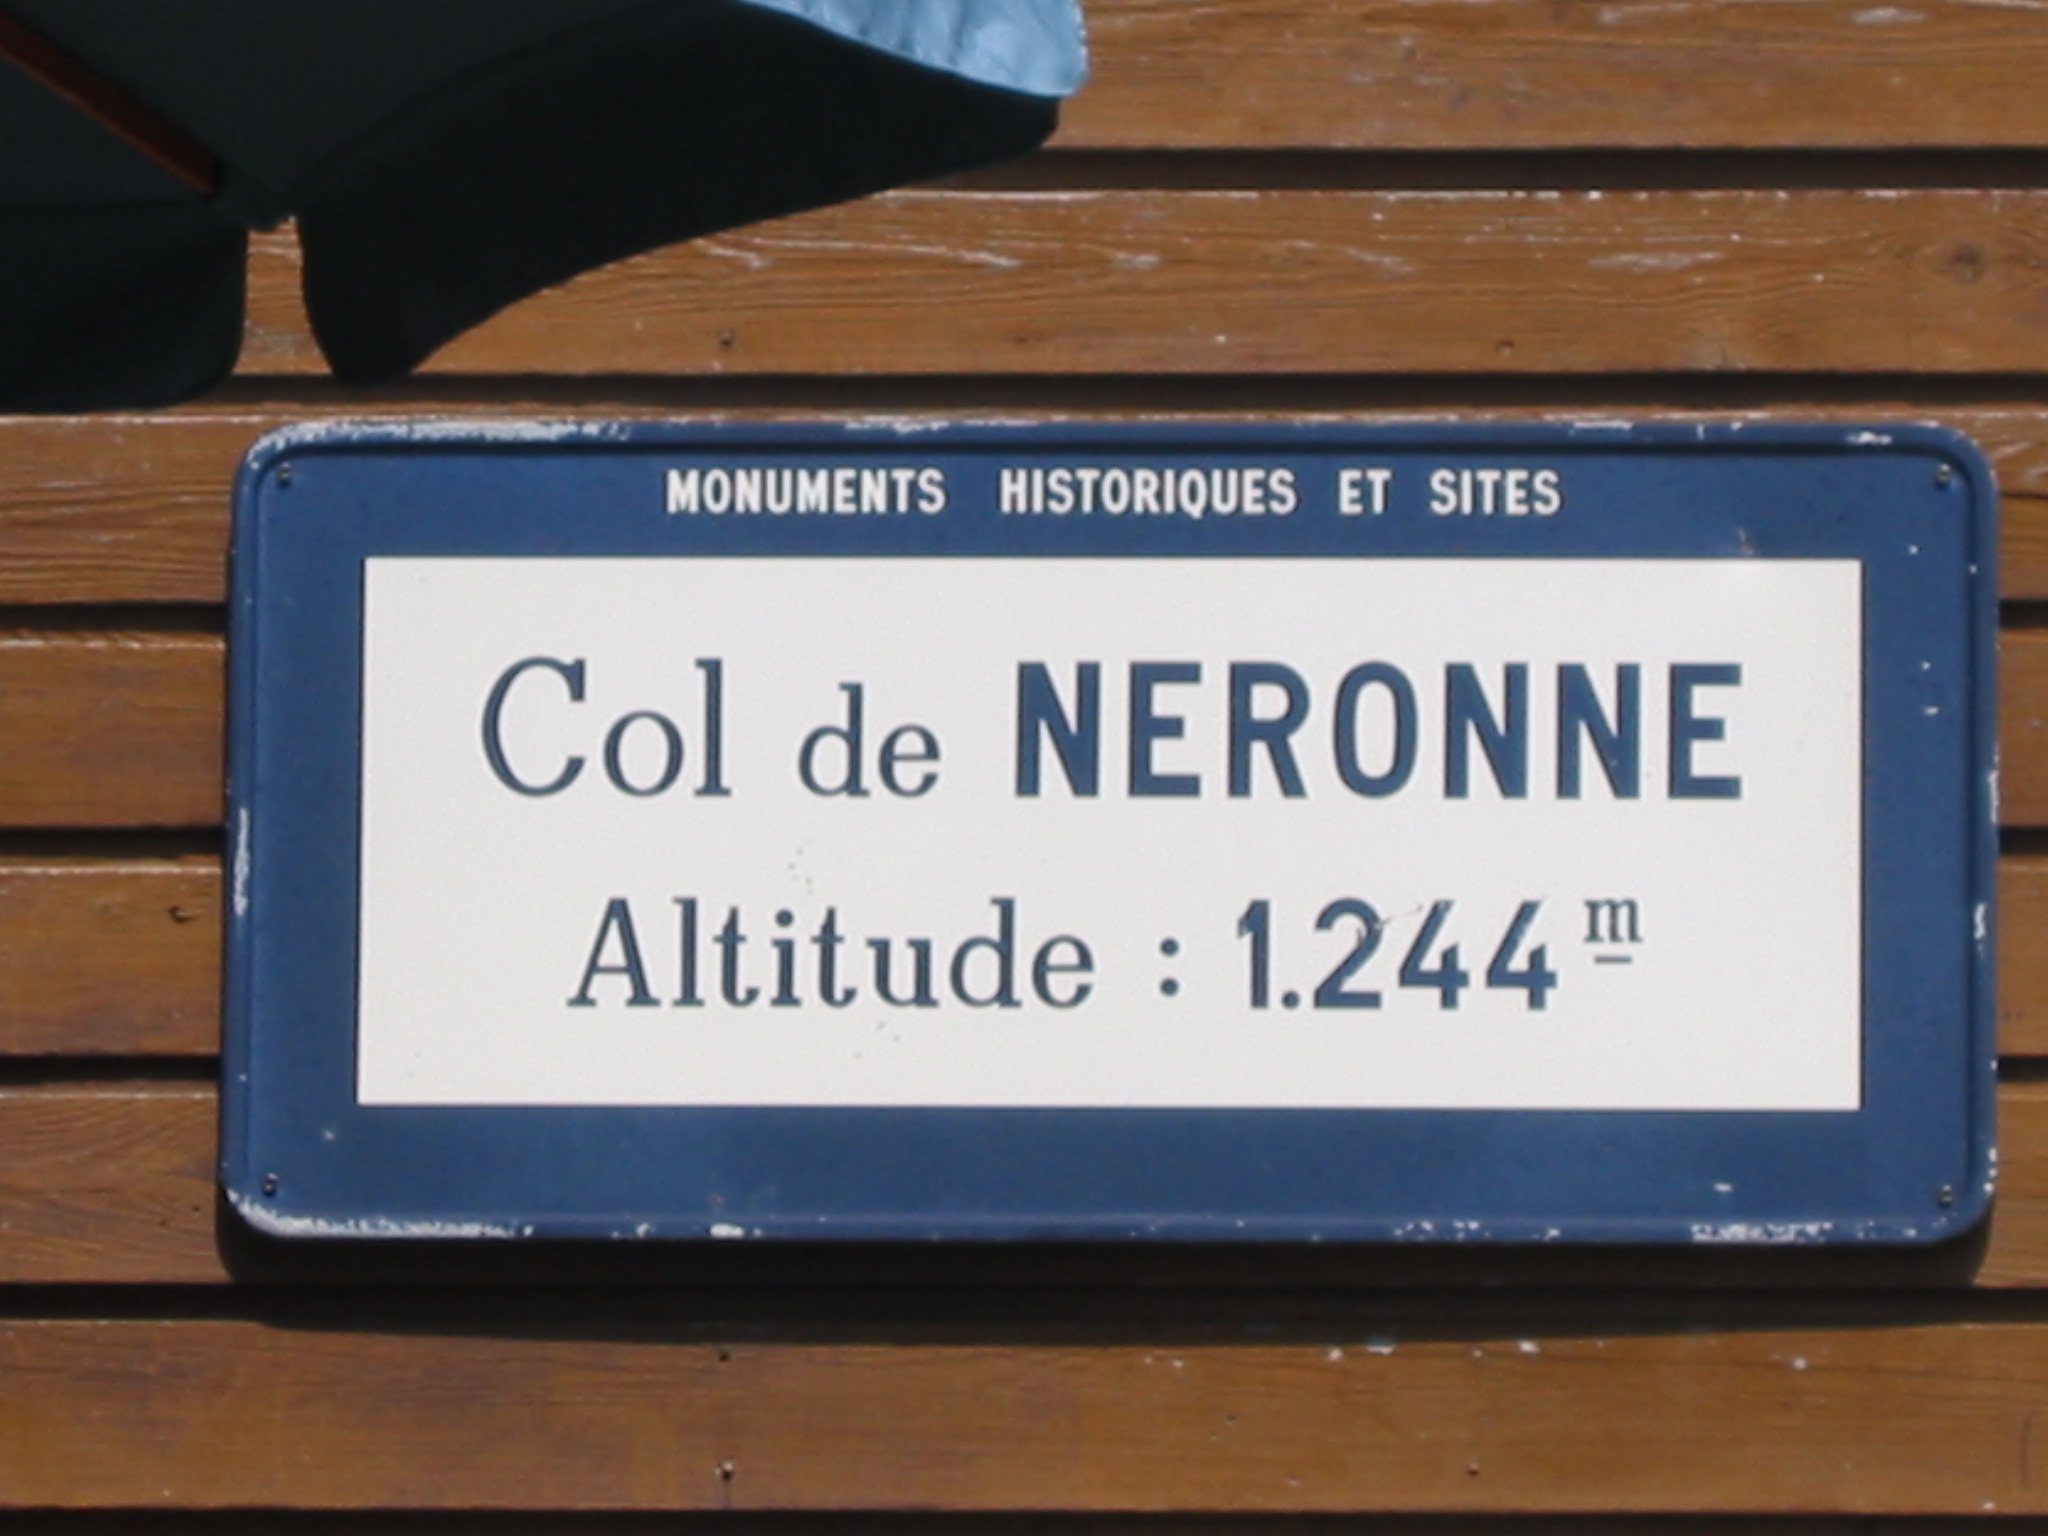 MONUMENTS HISTORIQUES ET SITES
Col de NERONNE
Altitude : 1.244 m